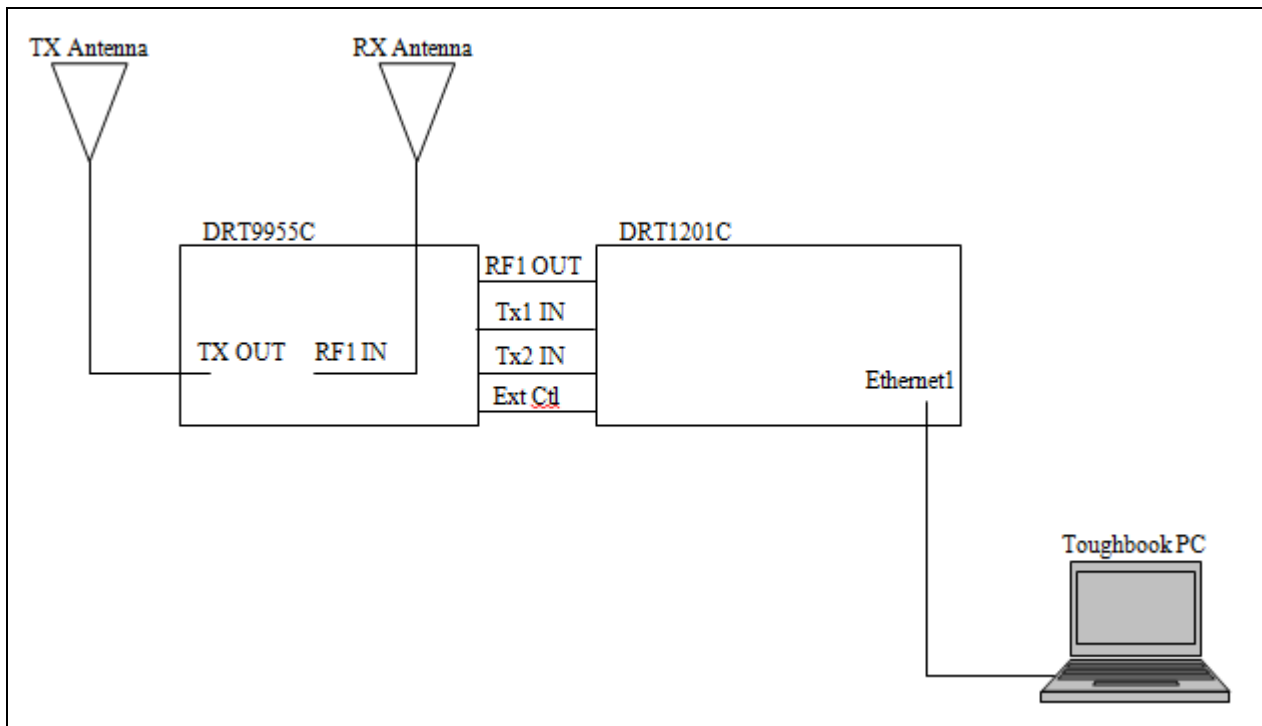 TX Antenna
RX Antenna
DRT9955C
DRT1201C
RF1 OUT
Tx1 IN
TX OUT
RF1 IN
Tx2 IN
Ext Ctl
Ethernet1
Toughbook PC